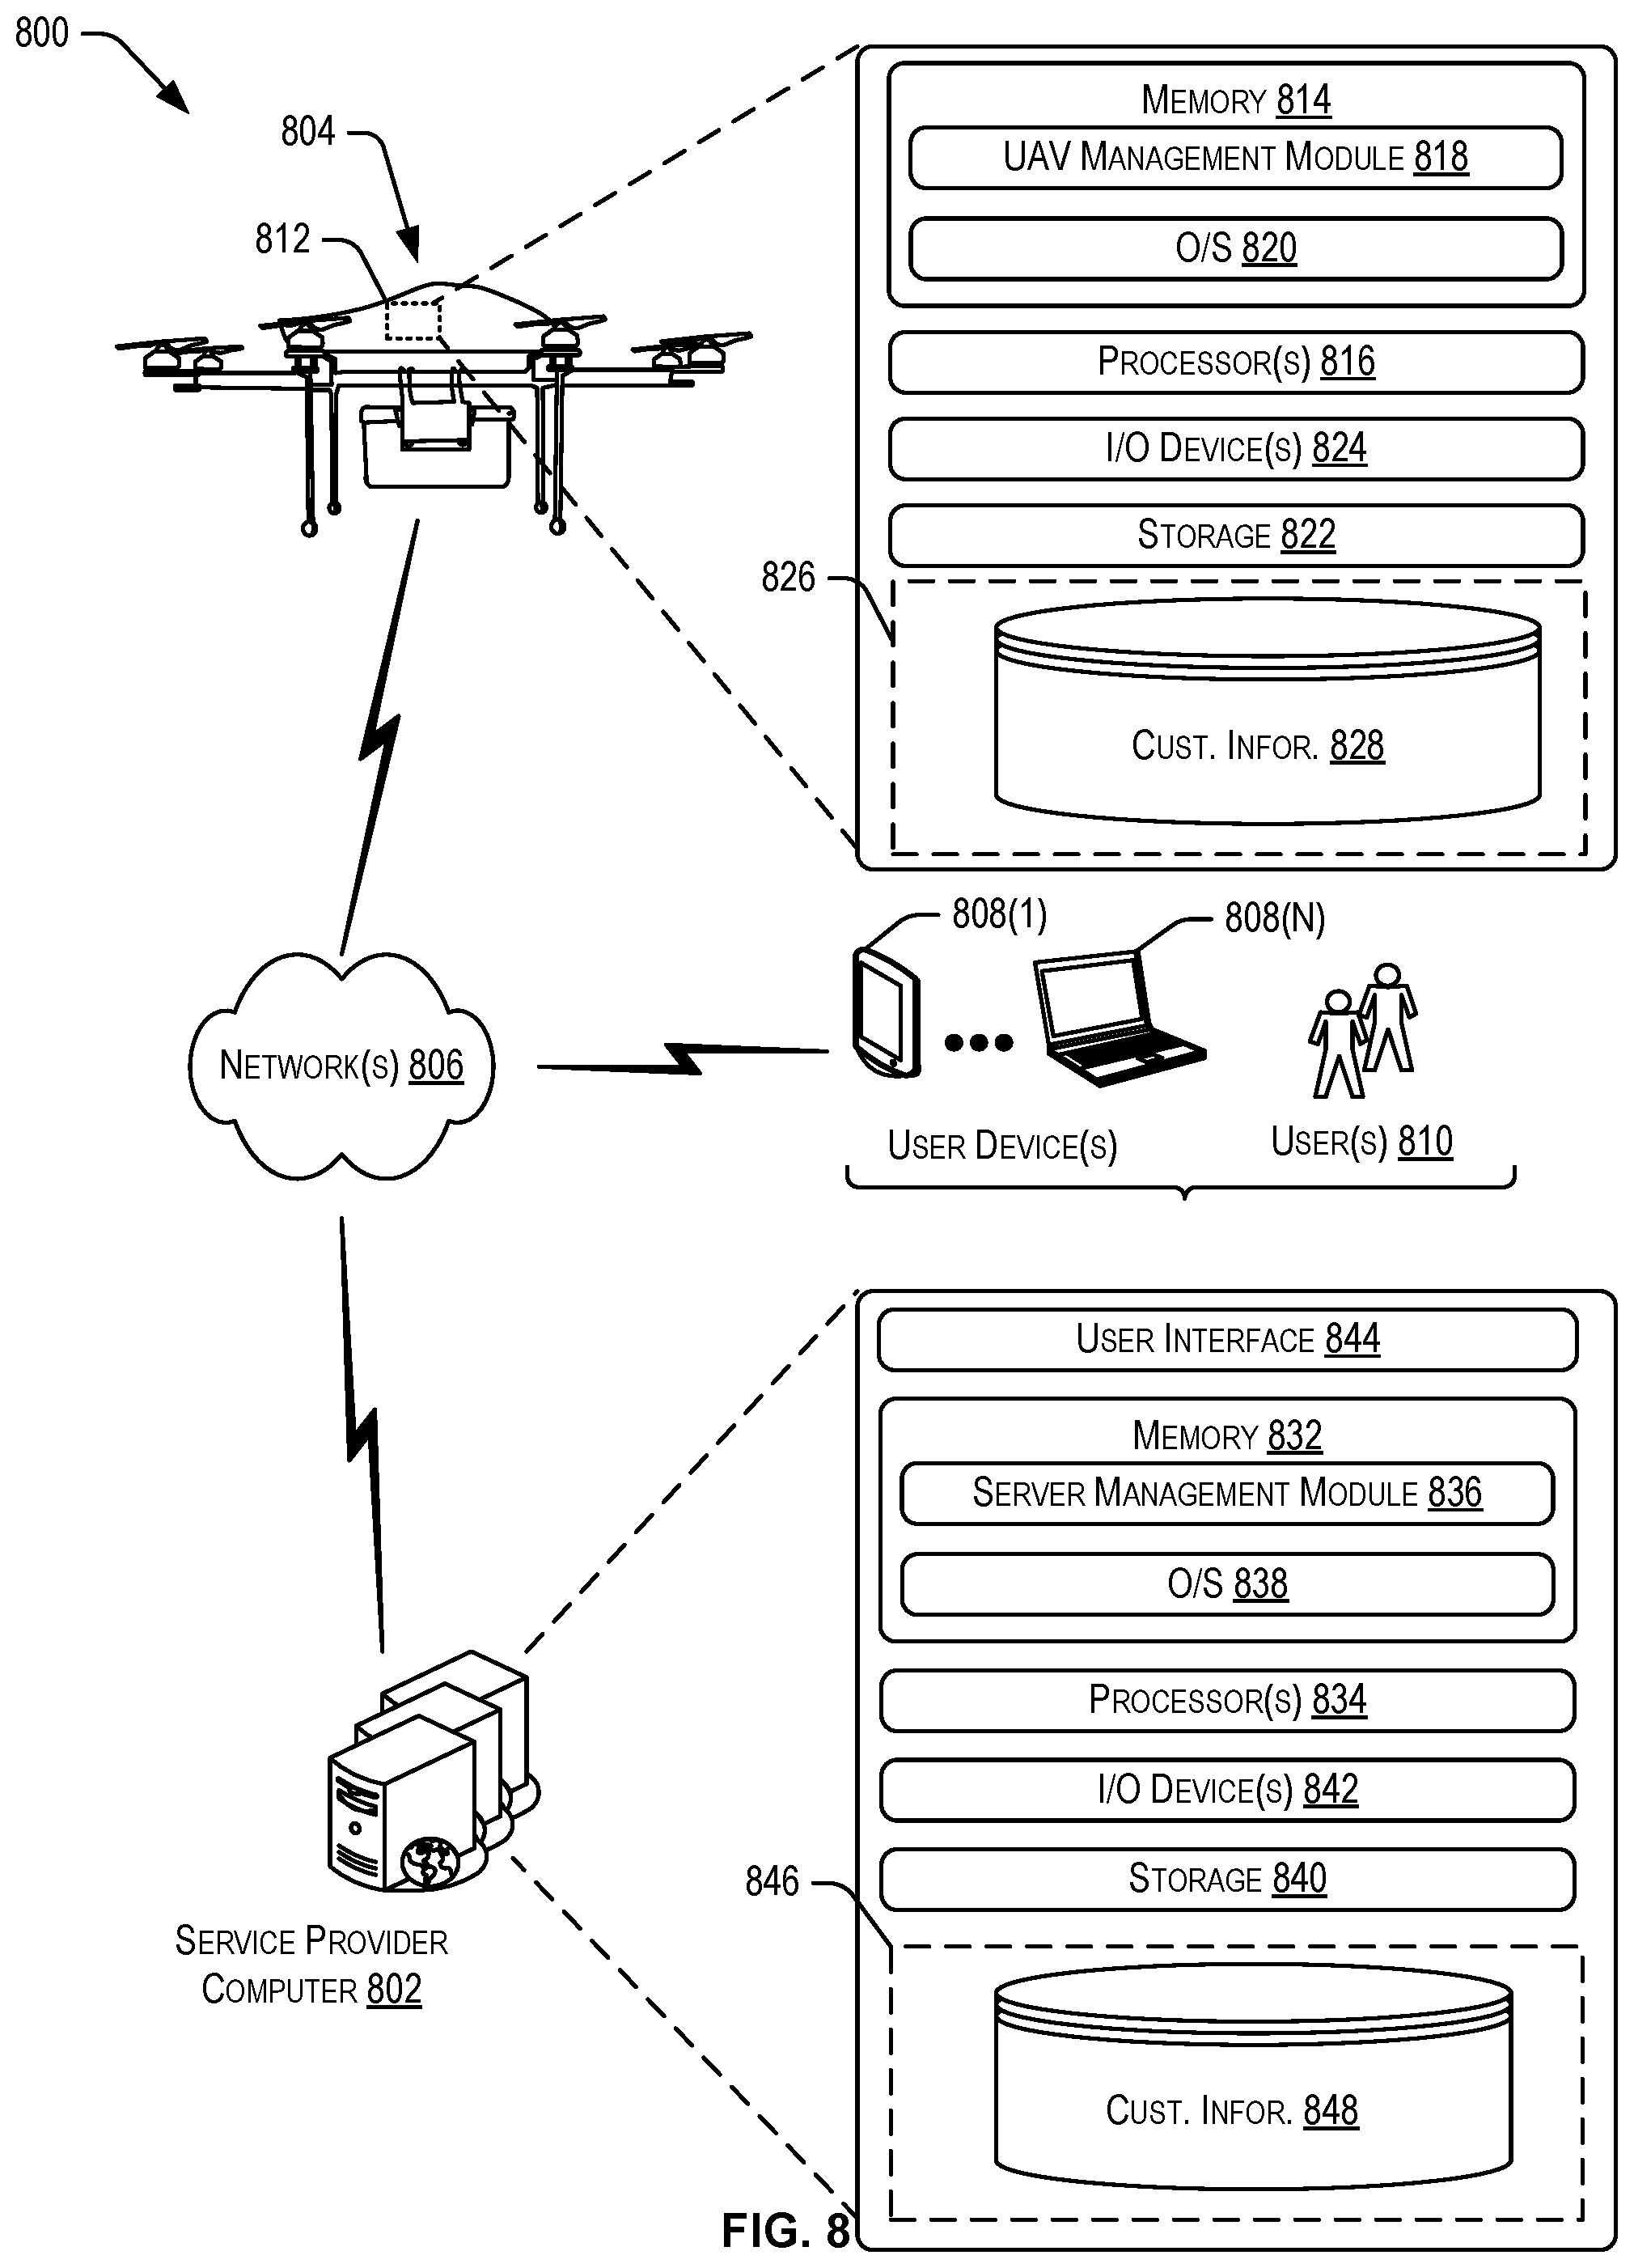 800
804
812
MEMORY 814
UAV MANAGEMENT MODULE 818
O/S 820
PROCESSOR(S) 816
I/O DEVICE(S) 824
STORAGE 822
826
CUST. INFOR. 828
808(1)
808(N)
NETWORK(S) 806
USER DEVICE(S)
USER(S) 810
USER INTERFACE 844
MEMORY 832
SERVER MANAGEMENT MODULE 836
O/S 838
PROCESSOR(S) 834
I/O DEVICE(S) 842
STORAGE 840
846
SERVICE PROVIDER
COMPUTER 802
CUST. INFOR. 848
FIG. 8